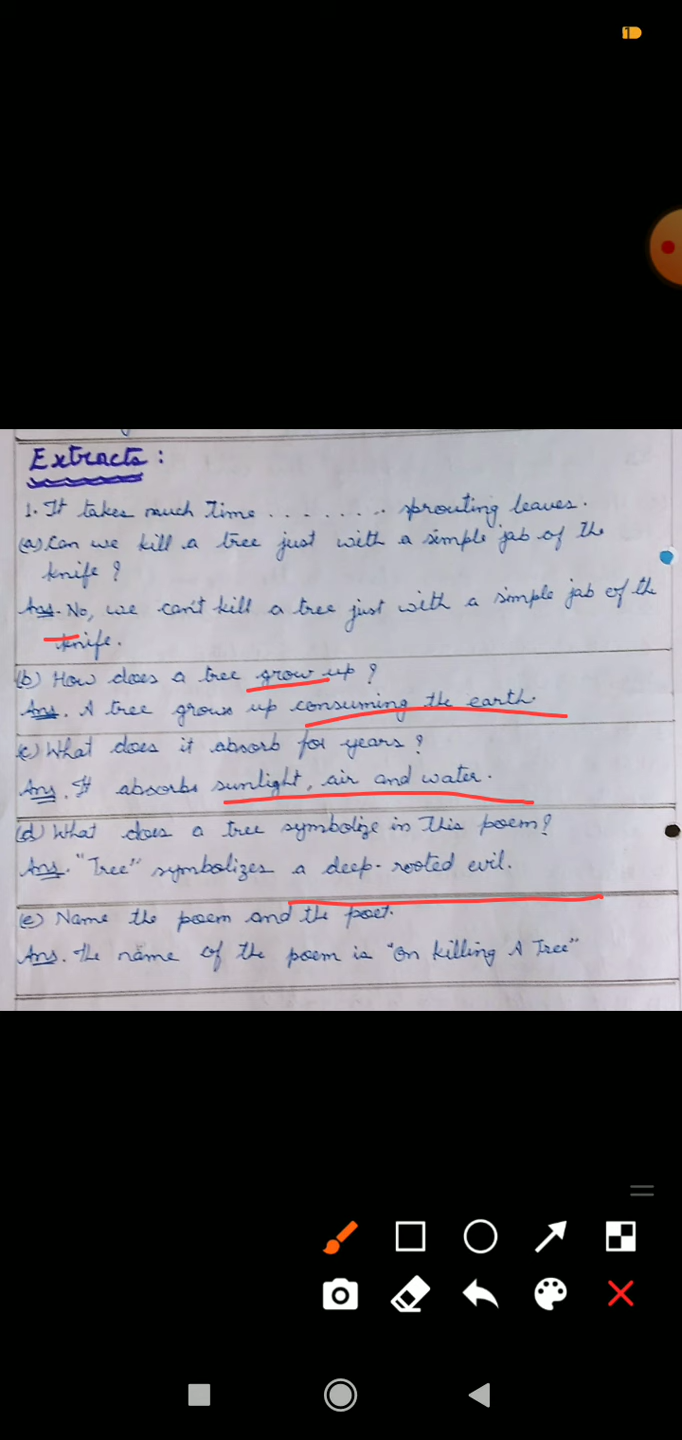 Extracts :
1. It takes much time . . . . . . . . sprouting leaves.
(a) Can we kill a tree just with a simple jab of the
knife ?
Ans. No, we can't kill a tree just with a simple jab of the
knife.
(b) How does a tree grow up ?
Ans. A tree grows up consuming the earth.
(c) What does it absorb for years ?
Ans. It absorbs sunlight, air and water.
(d) What does a tree symbolize in this poem?
Ans. "Tree" symbolizes a deep-rooted evil.
(e) Name the poem and the poet.
Ans. The name of the poem is "On killing A Tree"